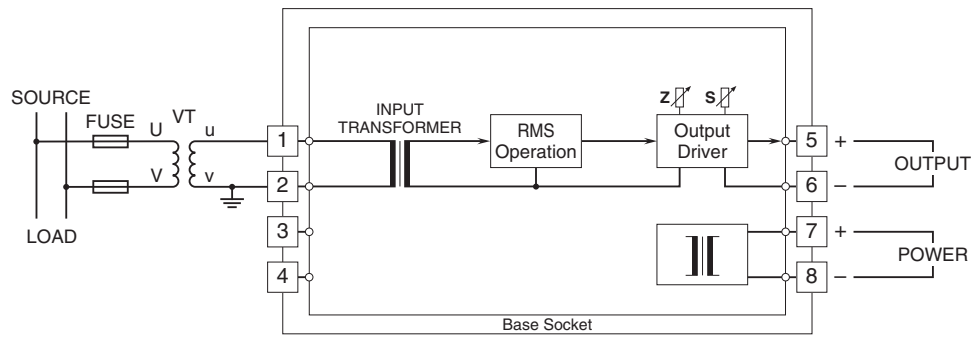 SOURCE
FUSE
VT
U
u
V
v
LOAD
1
2
3
4
INPUT
TRANSFORMER
RMS
Operation
Z
S
Output
Driver
5
+
6
–
OUTPUT
7
+
8
–
POWER
Base Socket